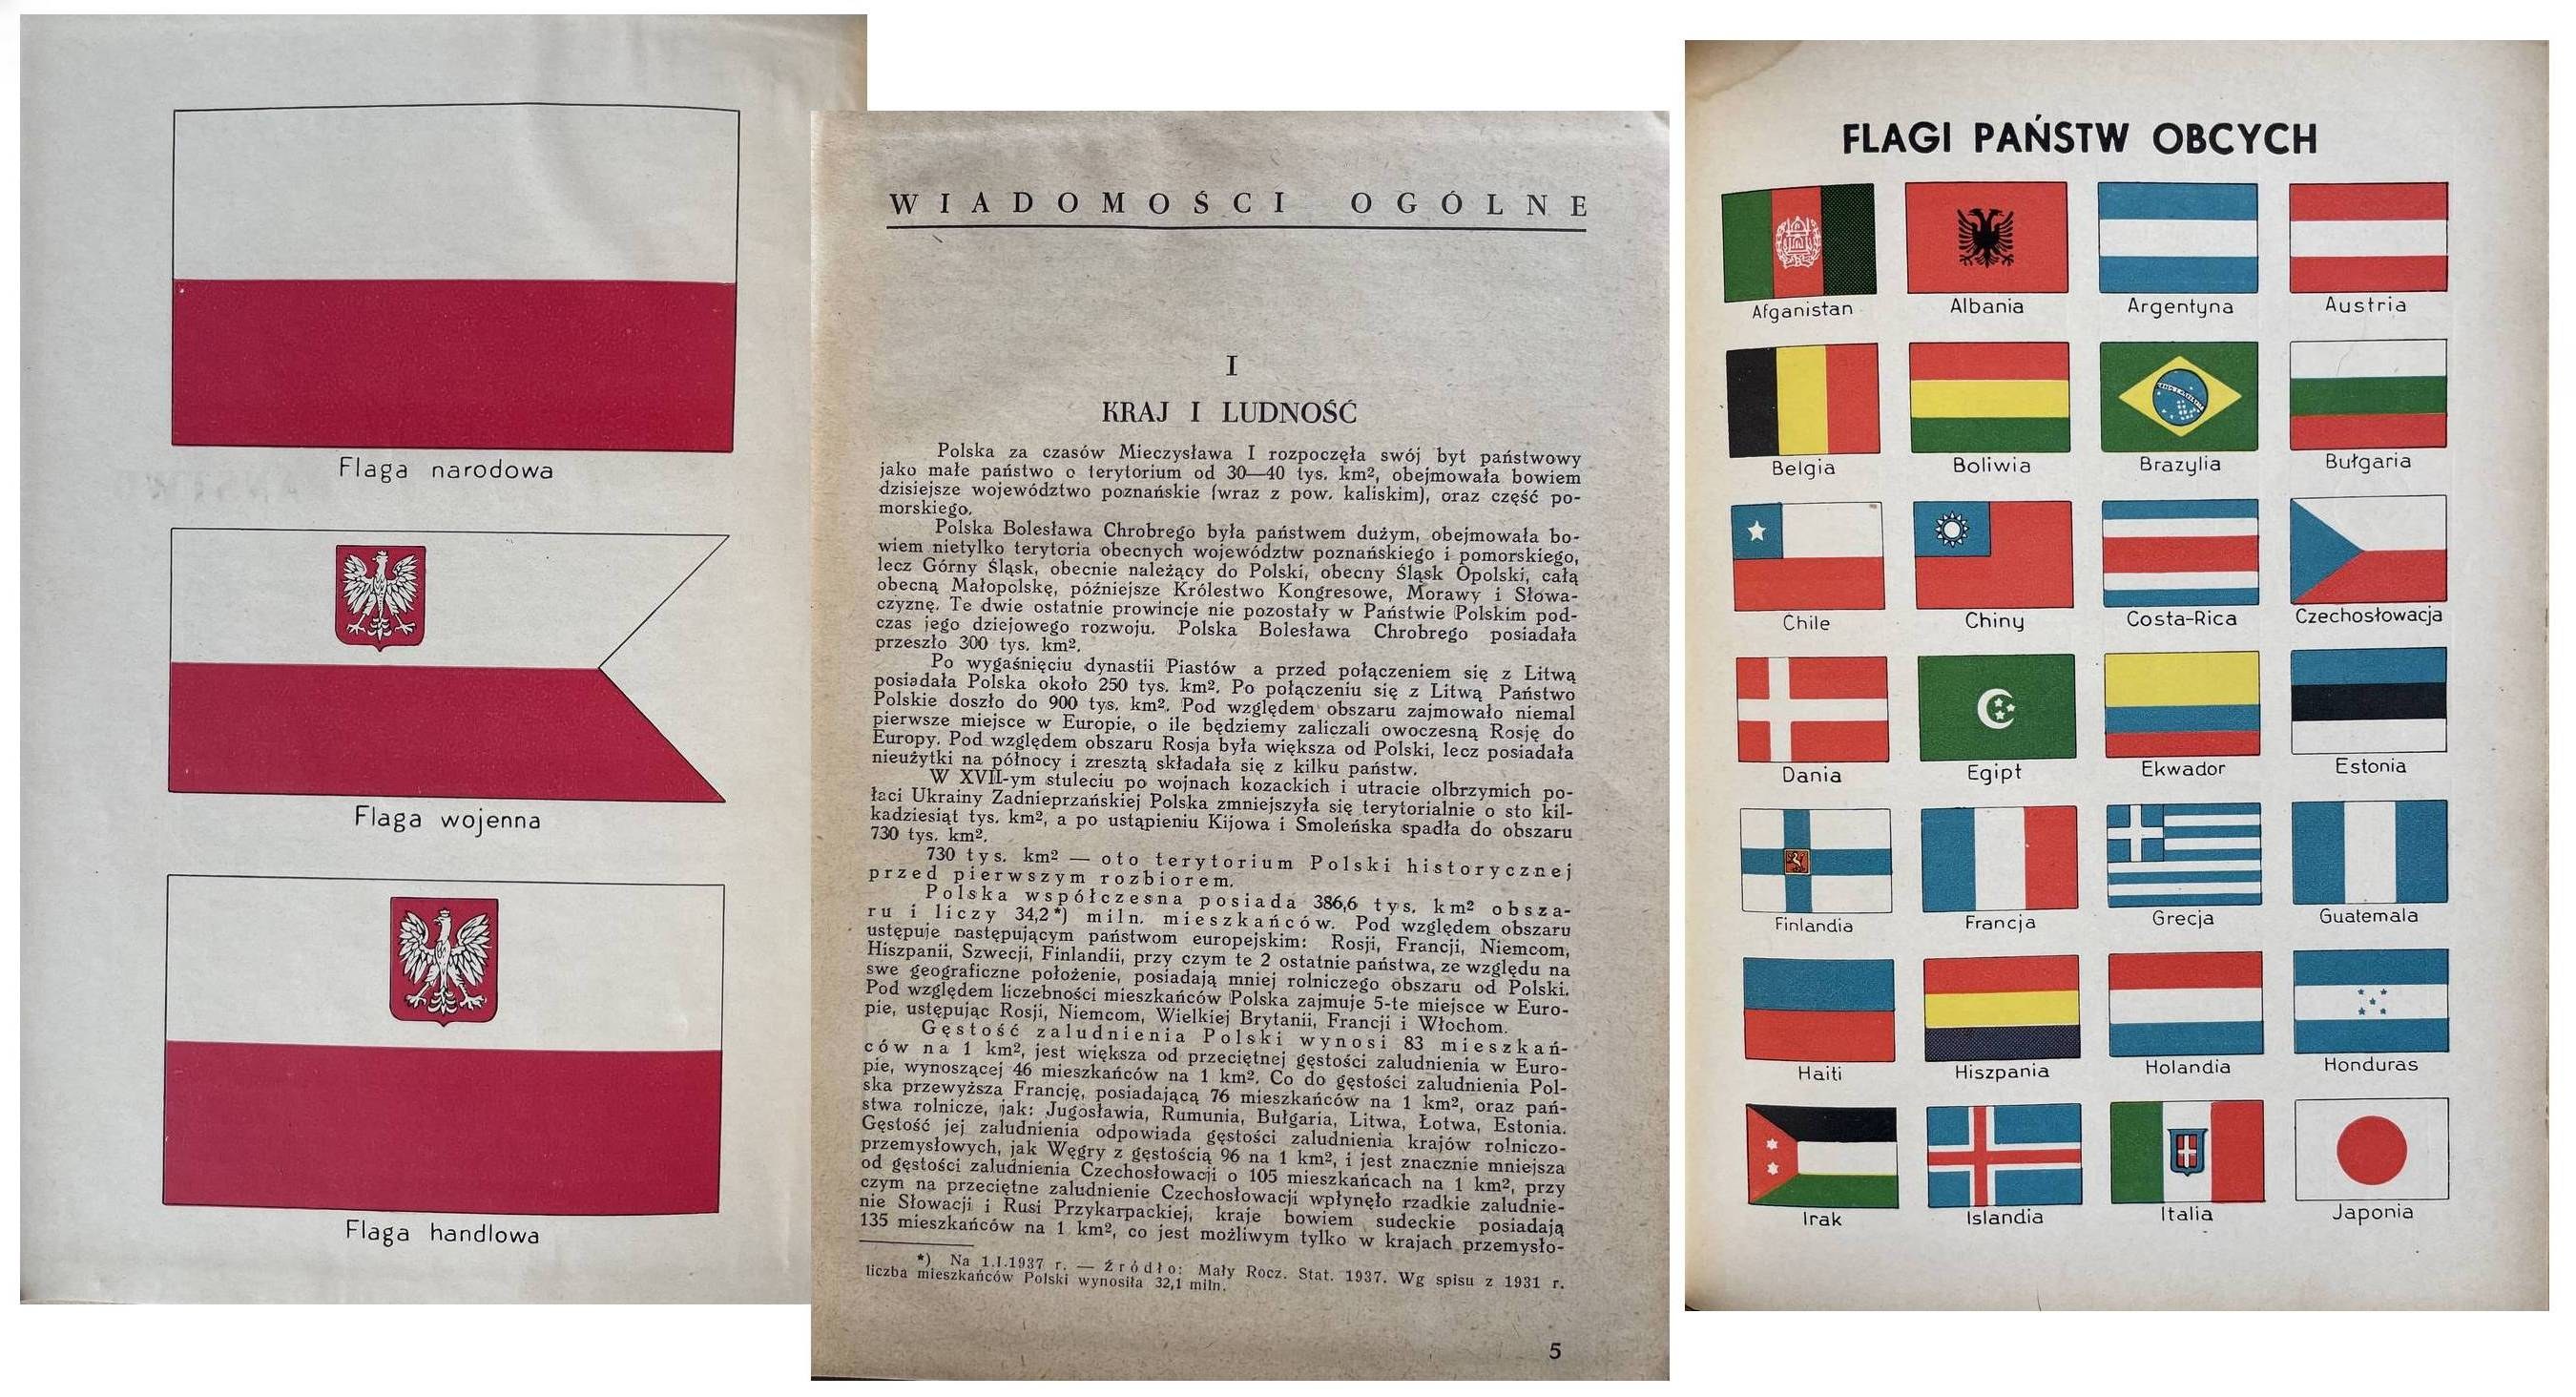 Flaga narodowa
Flaga wojenna
Flaga handlowa
WIADOMOŚCI OGÓLNE
I
KRAJ I LUDNOŚĆ
Polska za czasów Mieczysława I rozpoczęła swój byt państwowy
jako małe państwo o terytorium od 30—40 tys. km², obejmowała bowiem
dzisiejsze województwo poznańskie (wraz z pow. kaliskim), oraz część po-
morskiego.
Polska Bolesława Chrobrego była państwem dużym, obejmowała bo-
wiem nietylko terytoria obecnych województw poznańskiego i pomorskiego,
lecz Górny Śląsk, obecnie należący do Polski, obecny Śląsk Opolski, całą
obecną Małopolskę, późniejsze Królestwo Kongresowe, Morawy i Słowa-
czyznę. Te dwie ostatnie prowincje nie pozostały w Państwie Polskim pod-
czas jego dziejowego rozwoju. Polska Bolesława Chrobrego posiadała
przeszło 300 tys. km².
Po wygaśnięciu dynastii Piastów a przed połączeniem się z Litwą
posiadała Polska około 250 tys. km². Po połączeniu się z Litwą Państwo
Polskie doszło do 900 tys. km². Pod względem obszaru zajmowało niemal
pierwsze miejsce w Europie, o ile będziemy zaliczali owoczesną Rosję do
Europy. Pod względem obszaru Rosja była większa od Polski, lecz posiadała
nieużytki na północy i zresztą składała się z kilku państw.
W XVII-ym stuleciu po wojnach kozackich i utracie olbrzymich po-
łaci Ukrainy Zadnieprzańskiej Polska zmniejszyła się terytorialnie o sto kil-
kadziesiąt tys. km², a po ustąpieniu Kijowa i Smoleńska spadła do obszaru
730 tys. km².
730 tys. km² — oto terytorium Polski historycznej
przed pierwszym rozbiorem.
Polska współczesna posiada 386,6 tys. km² obsza-
ru i liczy 34,2*) miln. mieszkańców. Pod względem obszaru
ustępuje następującym państwom europejskim: Rosji, Francji, Niemcom,
Hiszpanii, Szwecji, Finlandii, przy czym te 2 ostatnie państwa, ze względu na
swe geograficzne położenie, posiadają mniej rolniczego obszaru od Polski.
Pod względem liczebności mieszkańców Polska zajmuje 5-te miejsce w Euro-
pie, ustępując Rosji, Niemcom, Wielkiej Brytanii, Francji i Włochom.
Gęstość zaludnienia Polski wynosi 83 mieszkań-
ców na 1 km², jest większa od przeciętnej gęstości zaludnienia w Euro-
pie, wynoszącej 46 mieszkańców na 1 km². Co do gęstości zaludnienia Pol-
ska przewyższa Francję, posiadającą 76 mieszkańców na 1 km², oraz pań-
stwa rolnicze, jak: Jugosławia, Rumunia, Bułgaria, Litwa, Łotwa, Estonia.
Gęstość jej zaludnienia odpowiada gęstości zaludnienia krajów rolniczo-
przemysłowych, jak Węgry z gęstością 96 na 1 km², i jest znacznie mniejsza
od gęstości zaludnienia Czechosłowacji o 105 mieszkańcach na 1 km², przy
czym na przeciętne zaludnienie Czechosłowacji wpłynęło rzadkie zaludnie-
nie Słowacji i Rusi Przykarpackiej, kraje bowiem sudeckie posiadają
135 mieszkańców na 1 km², co jest możliwym tylko w krajach przemysło-
*) Na 1.I.1937 r. — Źródło: Mały Rocz. Stat. 1937. Wg spisu z 1931 r.
liczba mieszkańców Polski wynosiła 32,1 miln.
5
FLAGI PAŃSTW OBCYCH
Afganistan Albania Argentyna Austria
Belgia Boliwia Brazylia Bułgaria
Chile Chiny Costa-Rica Czechosłowacja
Dania Egipt Ekwador Estonia
Finlandia Francja Grecja Guatemala
Haiti Hiszpania Holandia Honduras
Irak Islandia Italia Japonia